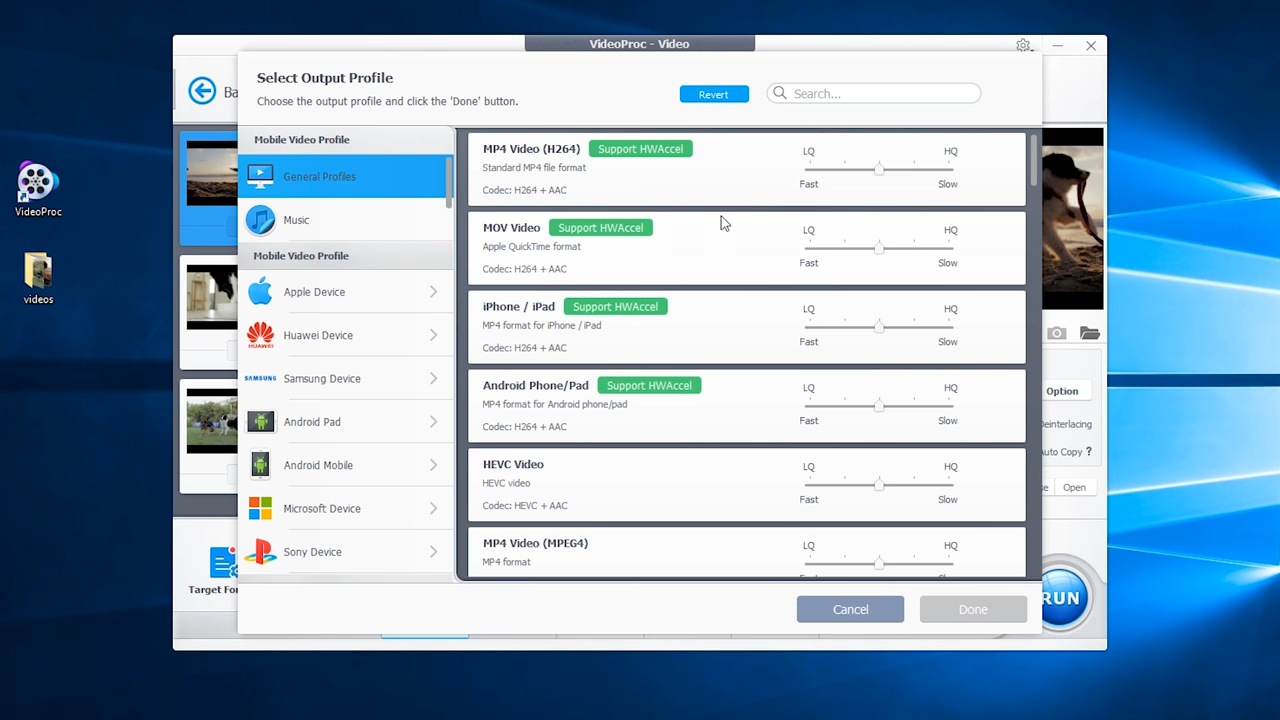 VideoProc - Video
Select Output Profile
Choose the output profile and click the 'Done' button.
Revert
Search...
Ba
Mobile Video Profile
General Profiles
Music
Mobile Video Profile
Apple Device
HUAWEI
Huawei Device
SAMSUNG
Samsung Device
Android Pad
Android Mobile
Microsoft Device
Sony Device
MP4 Video (H264)
Support HWAccel
Standard MP4 file format
Codec: H264 + AAC
LQ
HQ
Fast
Slow
MOV Video
Support HWAccel
Apple QuickTime format
Codec: H264 + AAC
LQ
HQ
Fast
Slow
iPhone / iPad
Support HWAccel
MP4 format for iPhone / iPad
Codec: H264 + AAC
LQ
HQ
Fast
Slow
Android Phone/Pad
Support HWAccel
MP4 format for Android phone/pad
Codec: H264 + AAC
LQ
HQ
Fast
Slow
HEVC Video
HEVC video
Codec: HEVC + AAC
LQ
HQ
Fast
Slow
MP4 Video (MPEG4)
MP4 format
LQ
HQ
Cancel
Done
Option
Deinterlacing
Auto Copy ?
se
Open
Target For
RUN
VideoProc
videos